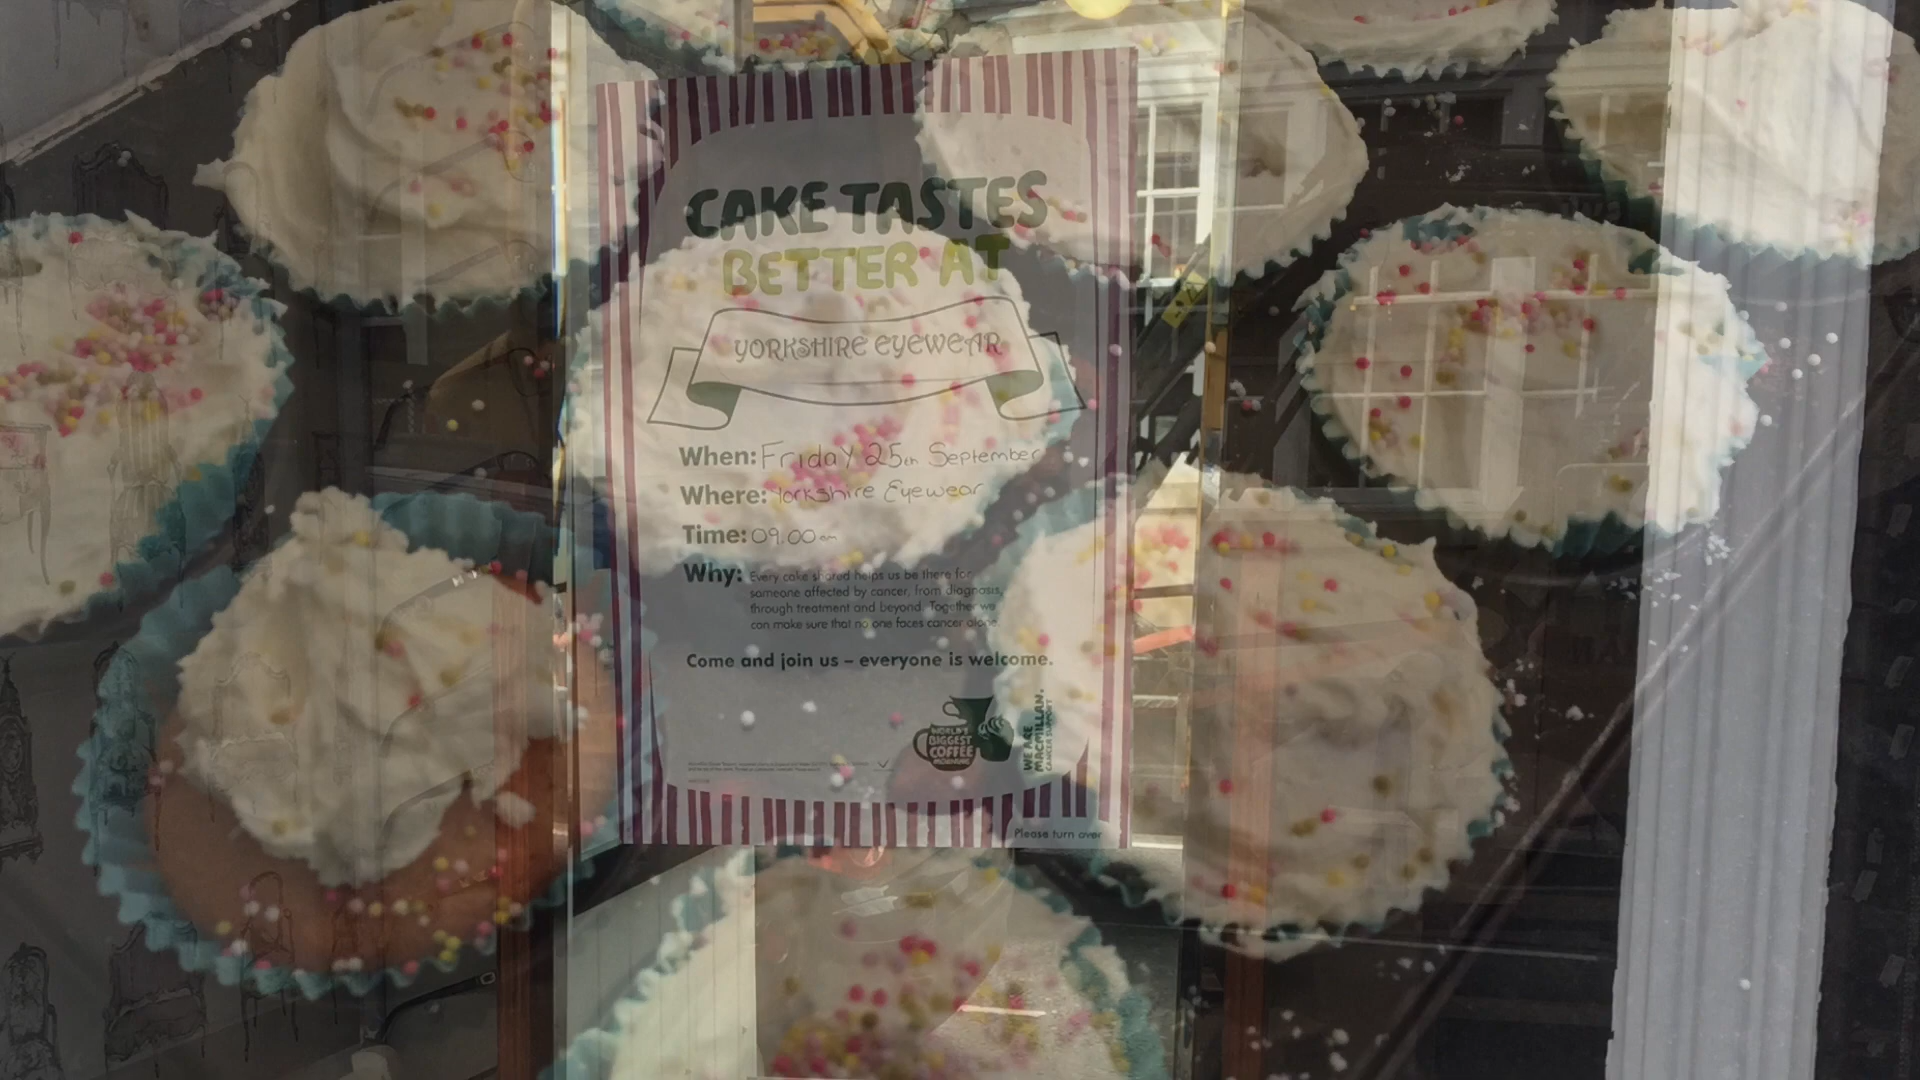 CAKE TASTES
BETTER AT
YORKSHIRE EYEWEAR
When: Friday 25th September
Where: Yorkshire Eyewear
Time: 09.00am
Why: Every cake shared helps us be there for
someone affected by cancer, from diagnosis,
through treatment and beyond. Together we
can make sure that no one faces cancer alone.
Come and join us – everyone is welcome.
WORLD'S
BIGGEST
COFFEE
MORNING
WE ARE
MACMILLAN.
CANCER SUPPORT
Please turn over